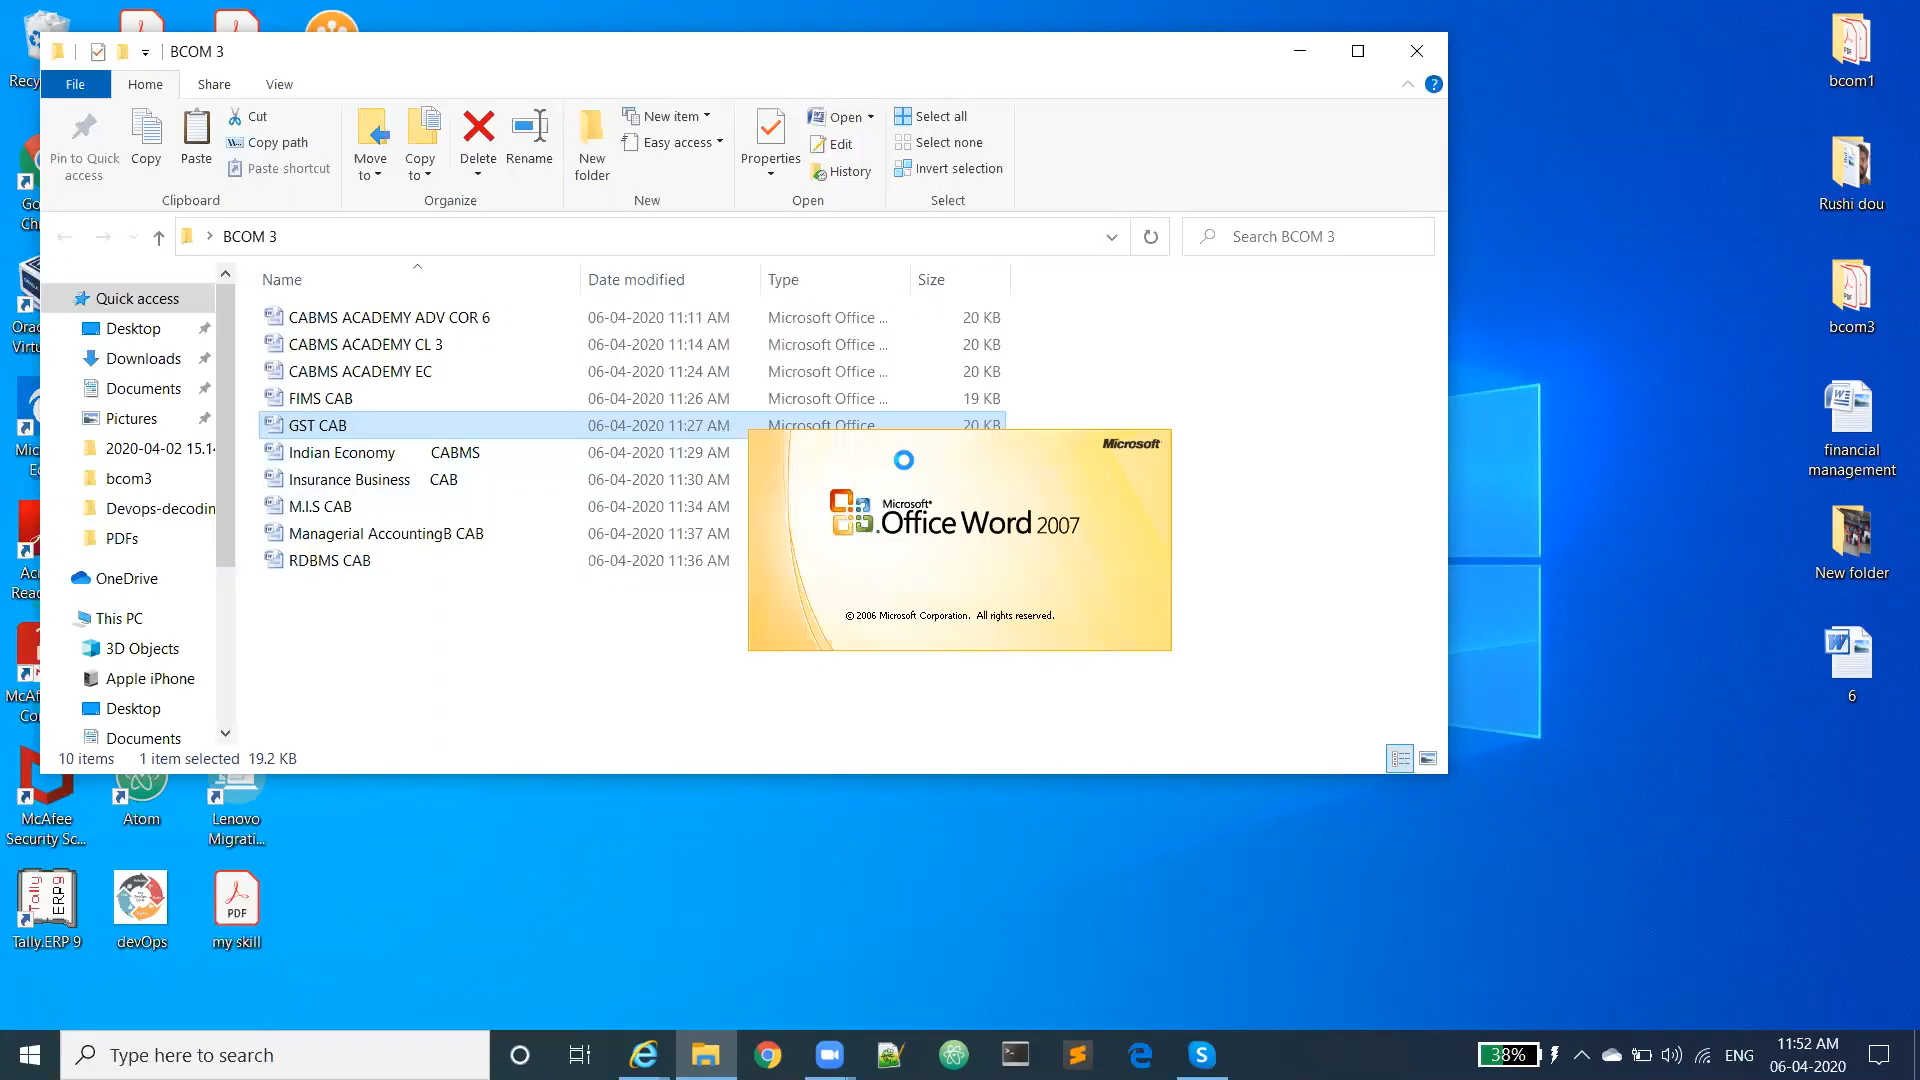 BCOM 3
File Home Share View
Pin to Quick access
Copy
Paste
Cut
Copy path
Paste shortcut
Clipboard
Move to
Copy to
Delete
Rename
Organize
New folder
New item
Easy access
New
Properties
Open
Edit
History
Open
Select all
Select none
Invert selection
Select
BCOM 3
Search BCOM 3
Name Date modified Type Size
CABMS ACADEMY ADV COR 6 06-04-2020 11:11 AM Microsoft Office ... 20 KB
CABMS ACADEMY CL 3 06-04-2020 11:14 AM Microsoft Office ... 20 KB
CABMS ACADEMY EC 06-04-2020 11:24 AM Microsoft Office ... 20 KB
FIMS CAB 06-04-2020 11:26 AM Microsoft Office ... 19 KB
GST CAB 06-04-2020 11:27 AM Microsoft Office 20 KB
Indian Economy CABMS 06-04-2020 11:29 AM
Insurance Business CAB 06-04-2020 11:30 AM
M.I.S CAB 06-04-2020 11:34 AM
Managerial AccountingB CAB 06-04-2020 11:37 AM
RDBMS CAB 06-04-2020 11:36 AM
Quick access
Desktop
Downloads
Documents
Pictures
2020-04-02 15.1
bcom3
Devops-decodin
PDFs
OneDrive
This PC
3D Objects
Apple iPhone
Desktop
Documents
10 items 1 item selected 19.2 KB
Microsoft
Microsoft
Office Word 2007
© 2006 Microsoft Corporation. All rights reserved.
bcom1
Rushi dou
bcom3
financial
management
New folder
6
McAfee
Security Sc...
Atom
Lenovo
Migrati...
Tally ERP9
Tally.ERP 9
devOps
PDF
my skill
Type here to search
38%
ENG
11:52 AM
06-04-2020